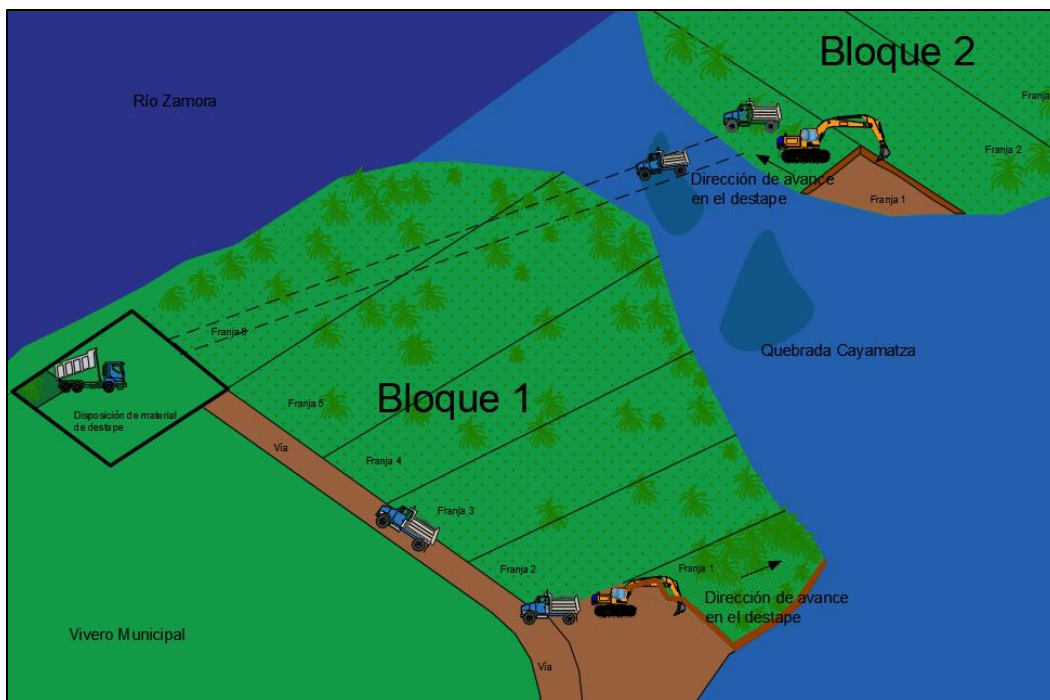 Bloque 2
Río Zamora
Franja
Franja 2
Dirección de avance
en el destape
Franja 1
Franja 6
Quebrada Cayamatza
Franja 5
Bloque 1
Disposición de material
de destape
Vía
Franja 4
Franja 3
Franja 2
Franja 1
Dirección de avance
en el destape
Vivero Municipal
Vía